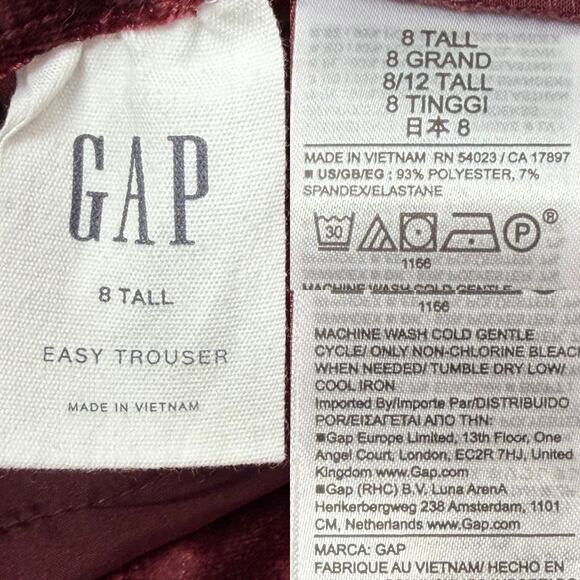 GAP
8 TALL
EASY TROUSER
MADE IN VIETNAM
8 TALL
8 GRAND
8/12 TALL
8 TINGGI
日本 8
MADE IN VIETNAM RN 54023 / CA 17897
■ US/GB/EG : 93% POLYESTER, 7%
SPANDEX/ELASTANE
30 P ®
1166
MACHINE WASH COLD GENTLE
1166
MACHINE WASH COLD GENTLE
CYCLE/ ONLY NON-CHLORINE BLEAC
WHEN NEEDED/ TUMBLE DRY LOW/
COOL IRON
Imported By/Importe Par/DISTRIBUIDO
POR/ΕΙΣΑΓΕΤΑΙ ΑΠΟ ΤΗΝ:
■Gap Europe Limited, 13th Floor, One
Angel Court, London, EC2R 7HJ, United
Kingdom www.Gap.com
■Gap (RHC) B.V. Luna ArenA
Herikerbergweg 238 Amsterdam, 1101
CM, Netherlands www.Gap.com
MARCA: GAP
FABRIQUE AU VIETNAM/ HECHO EN